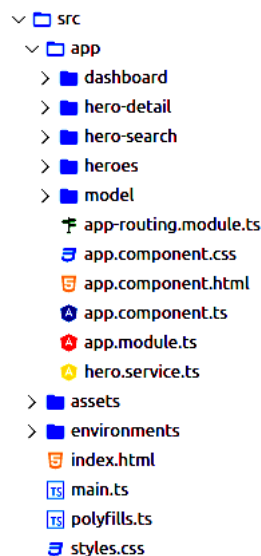 src
app
dashboard
hero-detail
hero-search
heroes
model
app-routing.module.ts
app.component.css
app.component.html
app.component.ts
app.module.ts
hero.service.ts
assets
environments
index.html
TS main.ts
TS polyfills.ts
styles.css